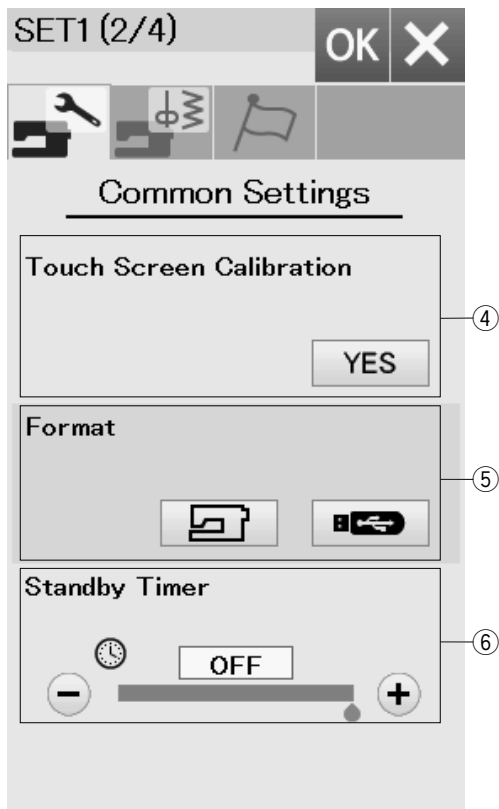 SET1 (2/4)
OK
Common Settings
Touch Screen Calibration
④
YES
Format
⑤
Standby Timer
⑥
OFF